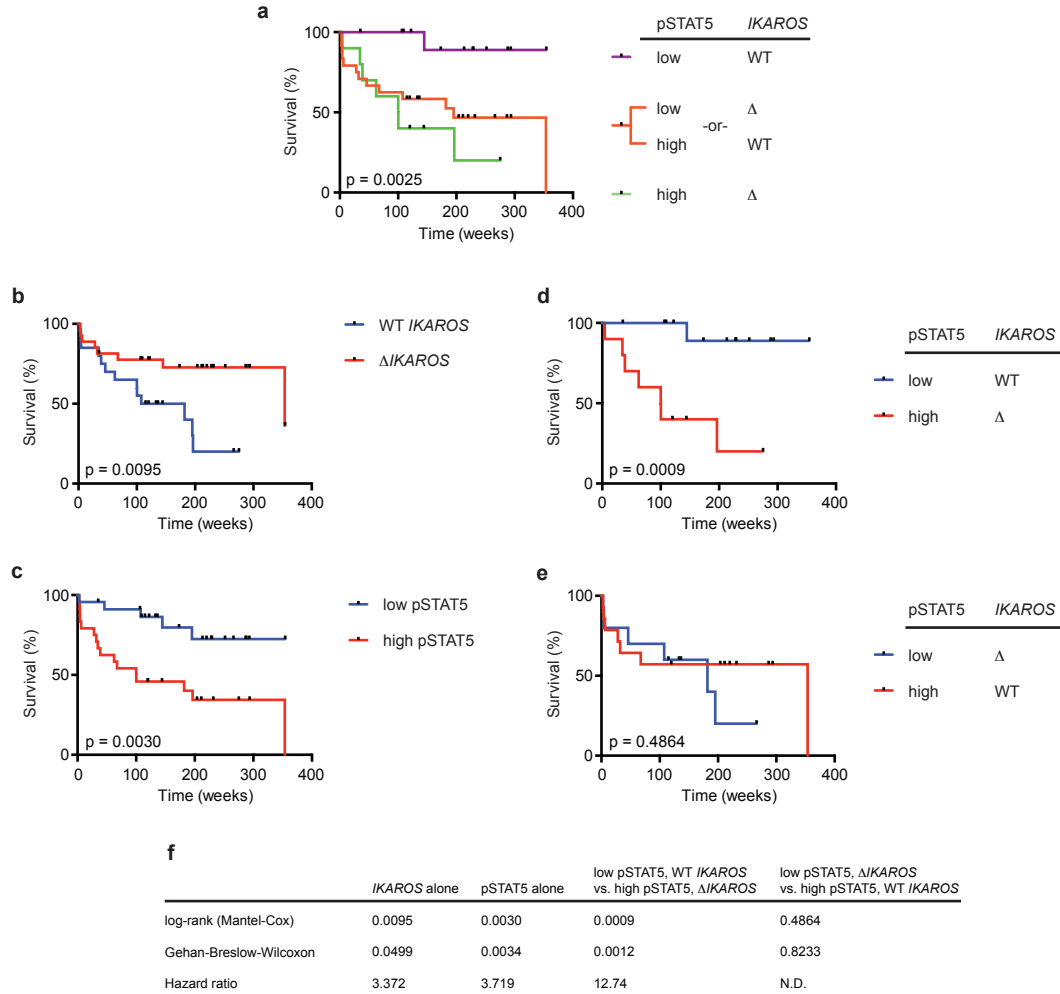 a
100
50
0
Survival (%)
p = 0.0025
0 100 200 300 400
Time (weeks)
pSTAT5 IKAROS
low WT
low Δ
-or-
high WT
high Δ
b
100
50
0
Survival (%)
p = 0.0095
0 100 200 300 400
Time (weeks)
WT IKAROS
ΔIKAROS
d
100
50
0
Survival (%)
p = 0.0009
0 100 200 300 400
Time (weeks)
pSTAT5 IKAROS
low WT
high Δ
c
100
50
0
Survival (%)
p = 0.0030
0 100 200 300 400
Time (weeks)
low pSTAT5
high pSTAT5
e
100
50
0
Survival (%)
p = 0.4864
0 100 200 300 400
Time (weeks)
pSTAT5 IKAROS
low Δ
high WT
f
IKAROS alone pSTAT5 alone low pSTAT5, WT IKAROS vs. high pSTAT5, ΔIKAROS low pSTAT5, ΔIKAROS vs. high pSTAT5, WT IKAROS
log-rank (Mantel-Cox) 0.0095 0.0030 0.0009 0.4864
Gehan-Breslow-Wilcoxon 0.0499 0.0034 0.0012 0.8233
Hazard ratio 3.372 3.719 12.74 N.D.